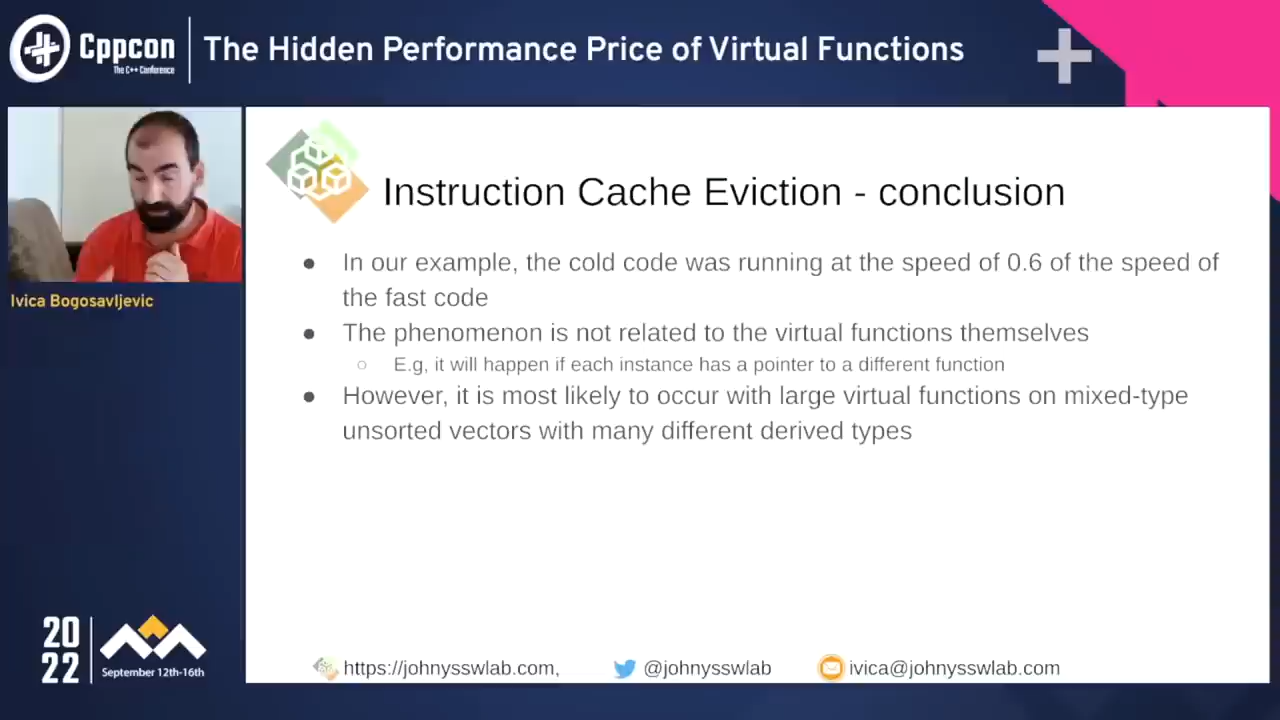 Cppcon
The C++ Conference
The Hidden Performance Price of Virtual Functions
Ivica Bogosavljevic
Instruction Cache Eviction - conclusion
● In our example, the cold code was running at the speed of 0.6 of the speed of
the fast code
● The phenomenon is not related to the virtual functions themselves
○ E.g, it will happen if each instance has a pointer to a different function
● However, it is most likely to occur with large virtual functions on mixed-type
unsorted vectors with many different derived types
20
22
September 12th-16th
https://johnysswlab.com, @johnysswlab ivica@johnysswlab.com